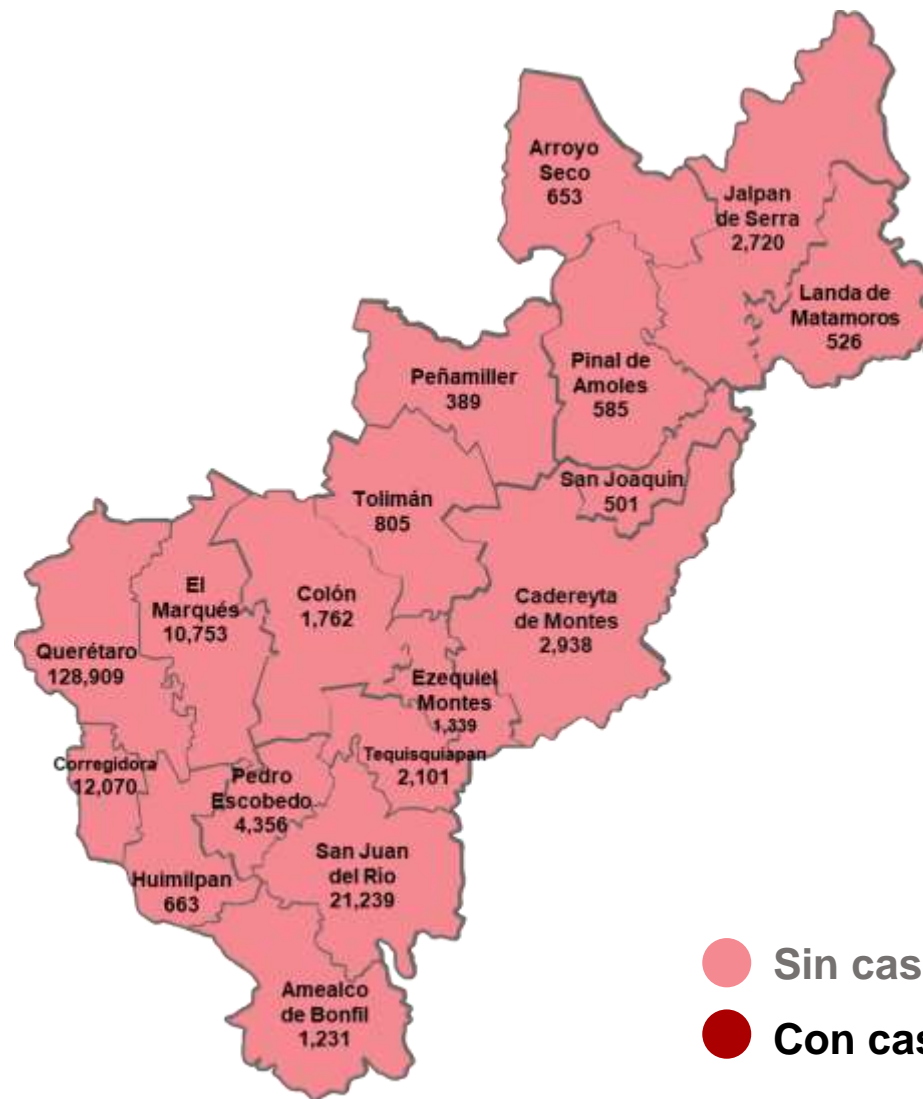 Arroyo
Seco
653
Jalpan
de Serra
2,720
Landa de
Matamoros
526
Peñamiller
389
Pinal de
Amoles
585
San Joaquín
501
Tolimán
805
El
Marqués
10,753
Colón
1,762
Cadereyta
de Montes
2,938
Querétaro
128,909
Ezequiel
Montes
1,339
Corregidora
12,070
Tequisquiapan
2,101
Pedro
Escobedo
4,356
San Juan
del Río
21,239
Huimilpan
663
Amealco
de Bonfil
1,231
Sin cas
Con cas